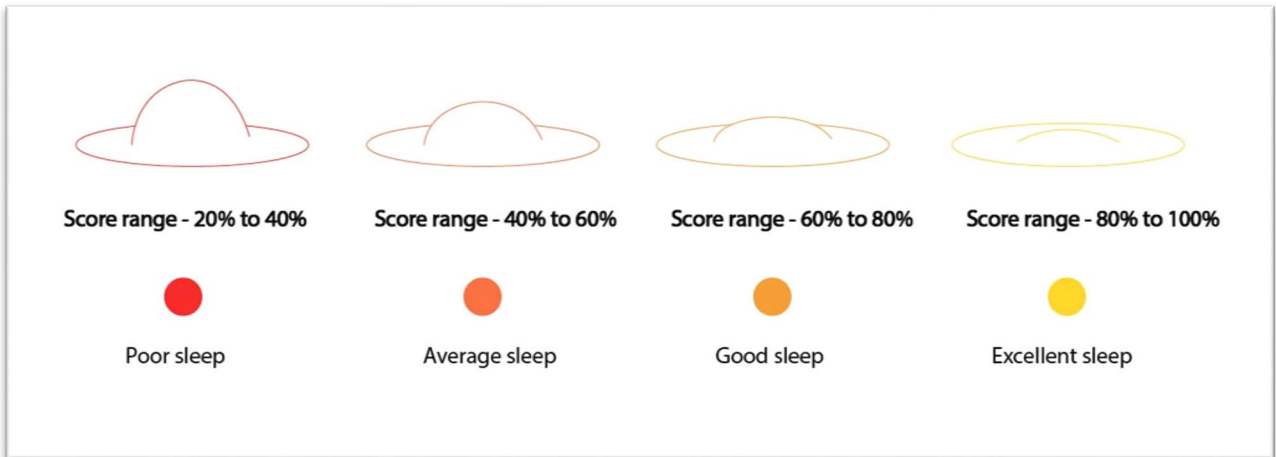 Score range - 20% to 40%
Score range - 40% to 60%
Score range - 60% to 80%
Score range - 80% to 100%
Poor sleep
Average sleep
Good sleep
Excellent sleep